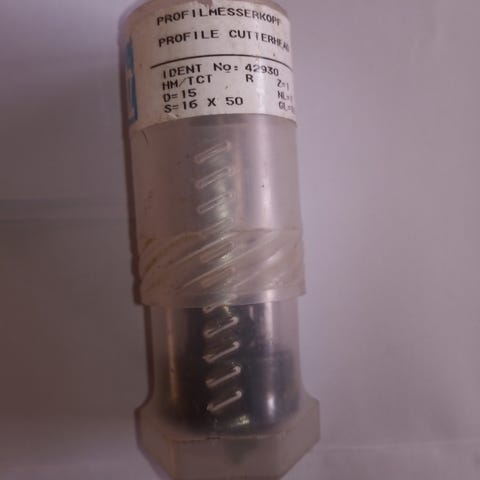 PROFILMESSERKOPF
PROFILE CUTTERHEAD
IDENT No: 42930
HM/TCT R Z=1
D=15
S=16 X 50